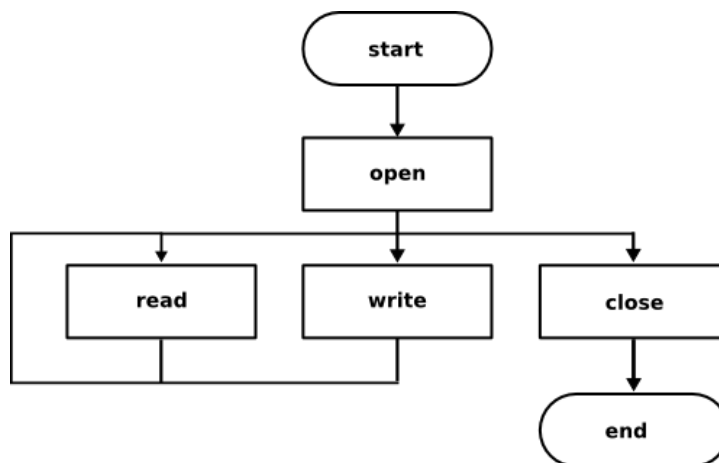 start
open
read
write
close
end